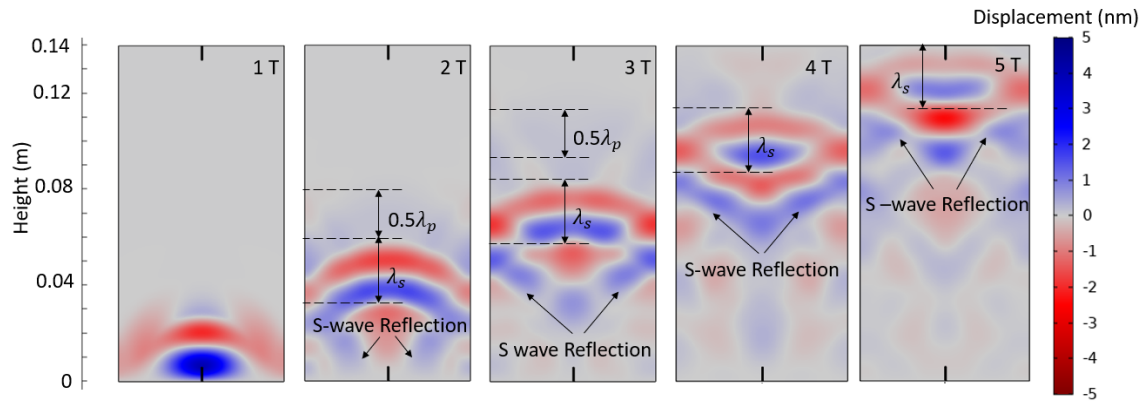 Displacement (nm)
0.14
0.12
0.08
0.04
0
Height (m)
1 T
2 T
3 T
4 T
5 T
0.5λₚ
λₛ
S-wave Reflection
0.5λₚ
λₛ
S wave Reflection
λₛ
S-wave Reflection
λₛ
S –wave Reflection
5
4
3
2
1
0
-1
-2
-3
-4
-5